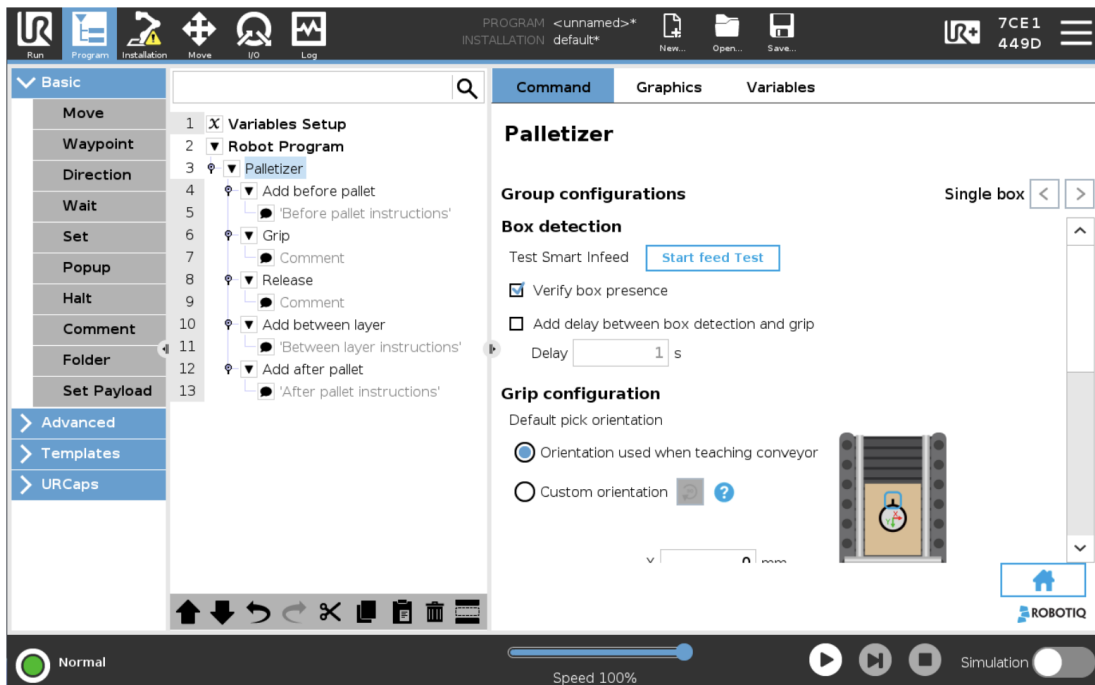 PROGRAM <unnamed>*
INSTALLATION default*
Run
Program
Installation
Move
I/O
Log
New...
Open...
Save...
UR+
7CE1
449D
Basic
Move
Waypoint
Direction
Wait
Set
Popup
Halt
Comment
Folder
Set Payload
Advanced
Templates
URCaps
1 X Variables Setup
2 Robot Program
3 Palletizer
4 Add before pallet
5 'Before pallet instructions'
6 Grip
7 Comment
8 Release
9 Comment
10 Add between layer
11 'Between layer instructions'
12 Add after pallet
13 'After pallet instructions'
Command Graphics Variables
Palletizer
Group configurations Single box < >
Box detection
Test Smart Infeed Start feed Test
Verify box presence
Add delay between box detection and grip
Delay 1 s
Grip configuration
Default pick orientation
Orientation used when teaching conveyor
Custom orientation ?
X
Y
ROBOTIQ
Normal
Speed 100%
Simulation